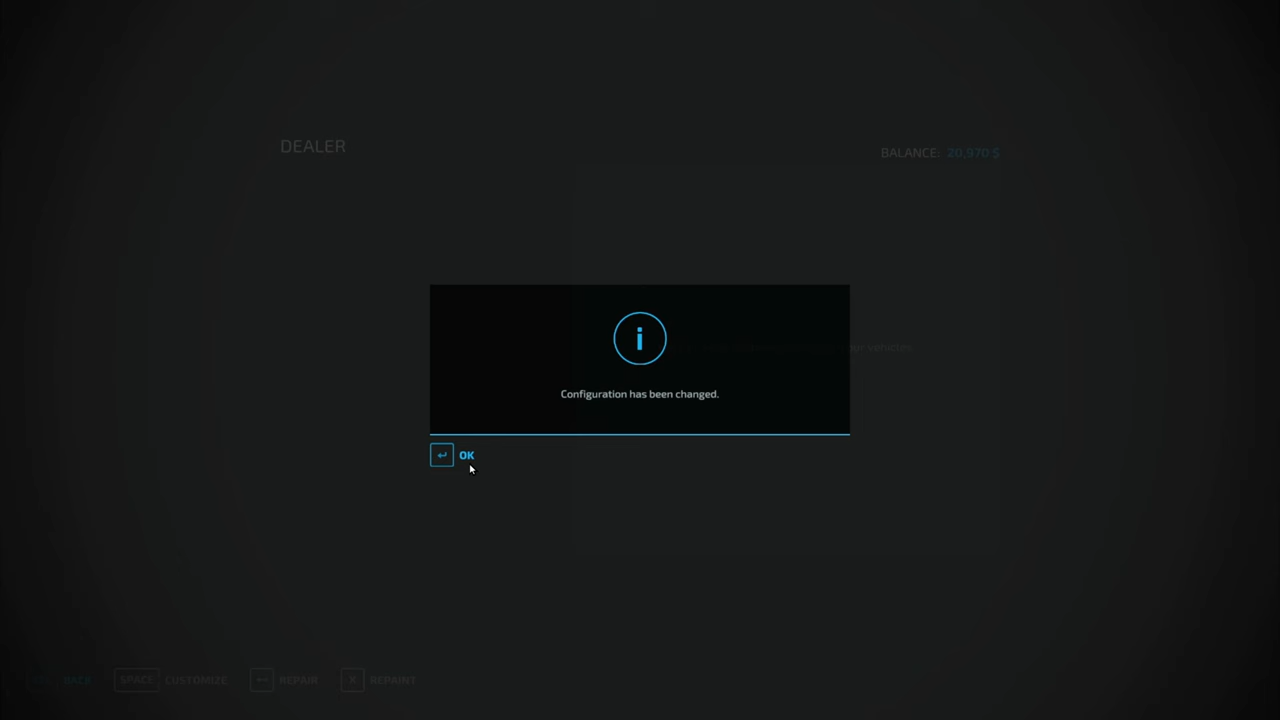 DEALER
BALANCE: 20,970 $
Configuration has been changed.
OK
BACK
SPACE CUSTOMIZE
REPAIR
X REPAINT